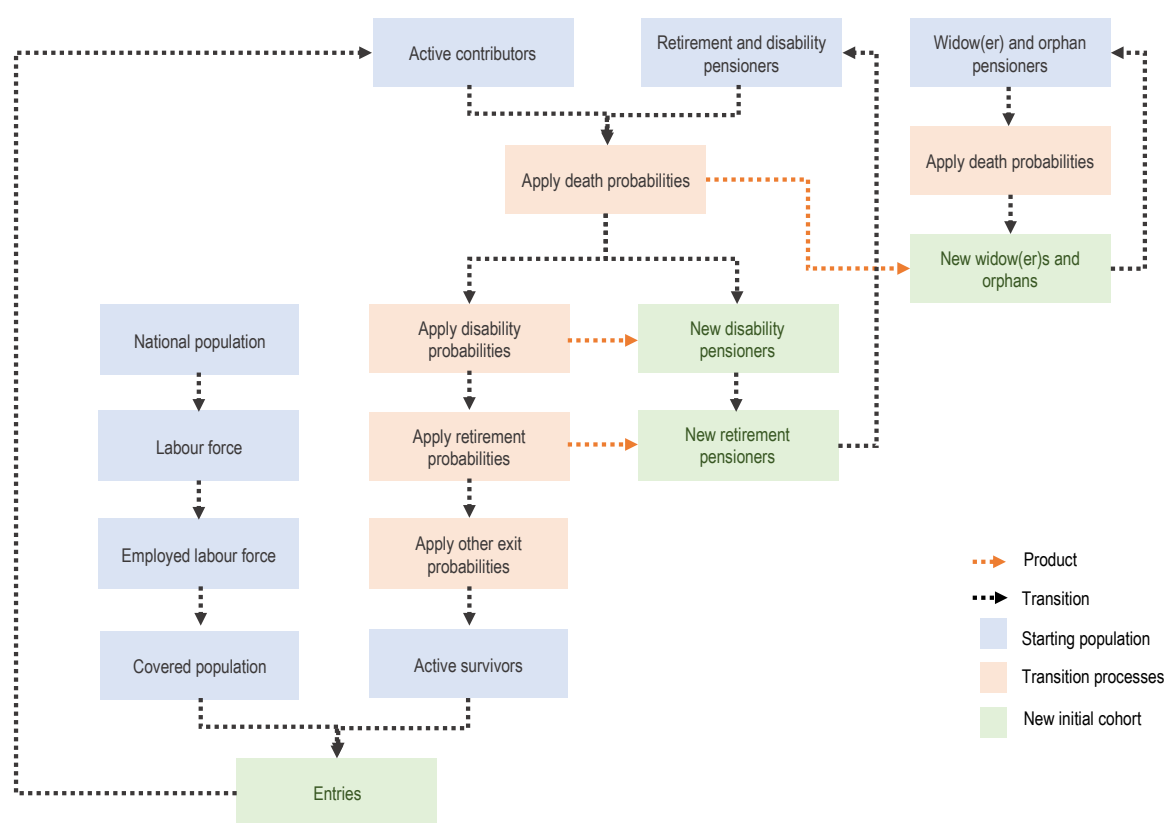 Active contributors
Retirement and disability
pensioners
Widow(er) and orphan
pensioners
Apply death probabilities
Apply death probabilities
New widow(er)s and
orphans
National population
Apply disability
probabilities
New disability
pensioners
Labour force
Apply retirement
probabilities
New retirement
pensioners
Employed labour force
Apply other exit
probabilities
Covered population
Active survivors
Entries
Product
Transition
Starting population
Transition processes
New initial cohort